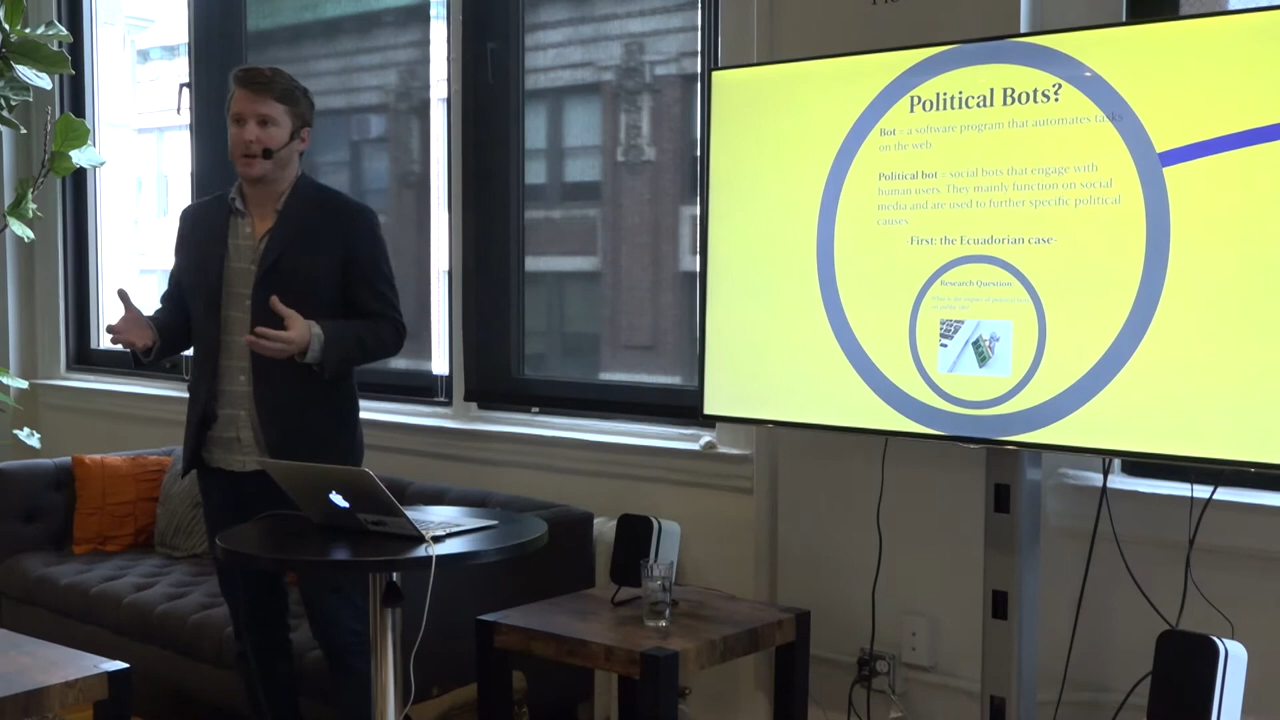 Political Bots?
Bot = a software program that automates tasks
on the web.
Political bot = social bots that engage with
human users. They mainly function on social
media and are used to further specific political
causes.
-First: the Ecuadorian case-
Research Question: